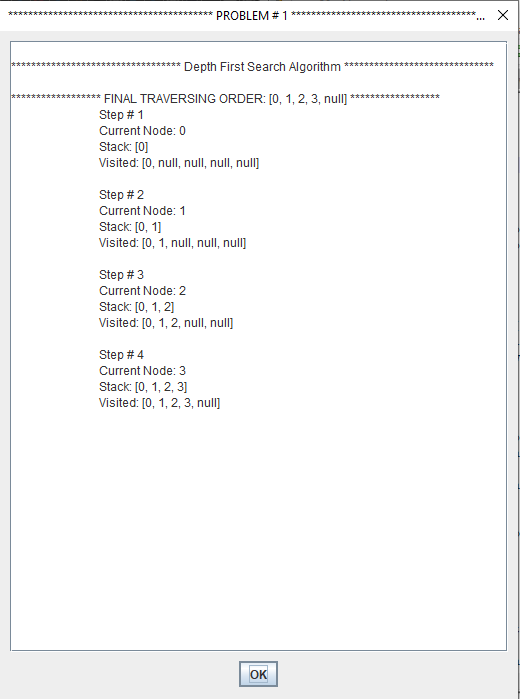 ***************************************** PROBLEM # 1 *****************************************...
********************************** Depth First Search Algorithm ******************************
****************** FINAL TRAVERSING ORDER: [0, 1, 2, 3, null] ******************
Step # 1
Current Node: 0
Stack: [0]
Visited: [0, null, null, null, null]
Step # 2
Current Node: 1
Stack: [0, 1]
Visited: [0, 1, null, null, null]
Step # 3
Current Node: 2
Stack: [0, 1, 2]
Visited: [0, 1, 2, null, null]
Step # 4
Current Node: 3
Stack: [0, 1, 2, 3]
Visited: [0, 1, 2, 3, null]
OK